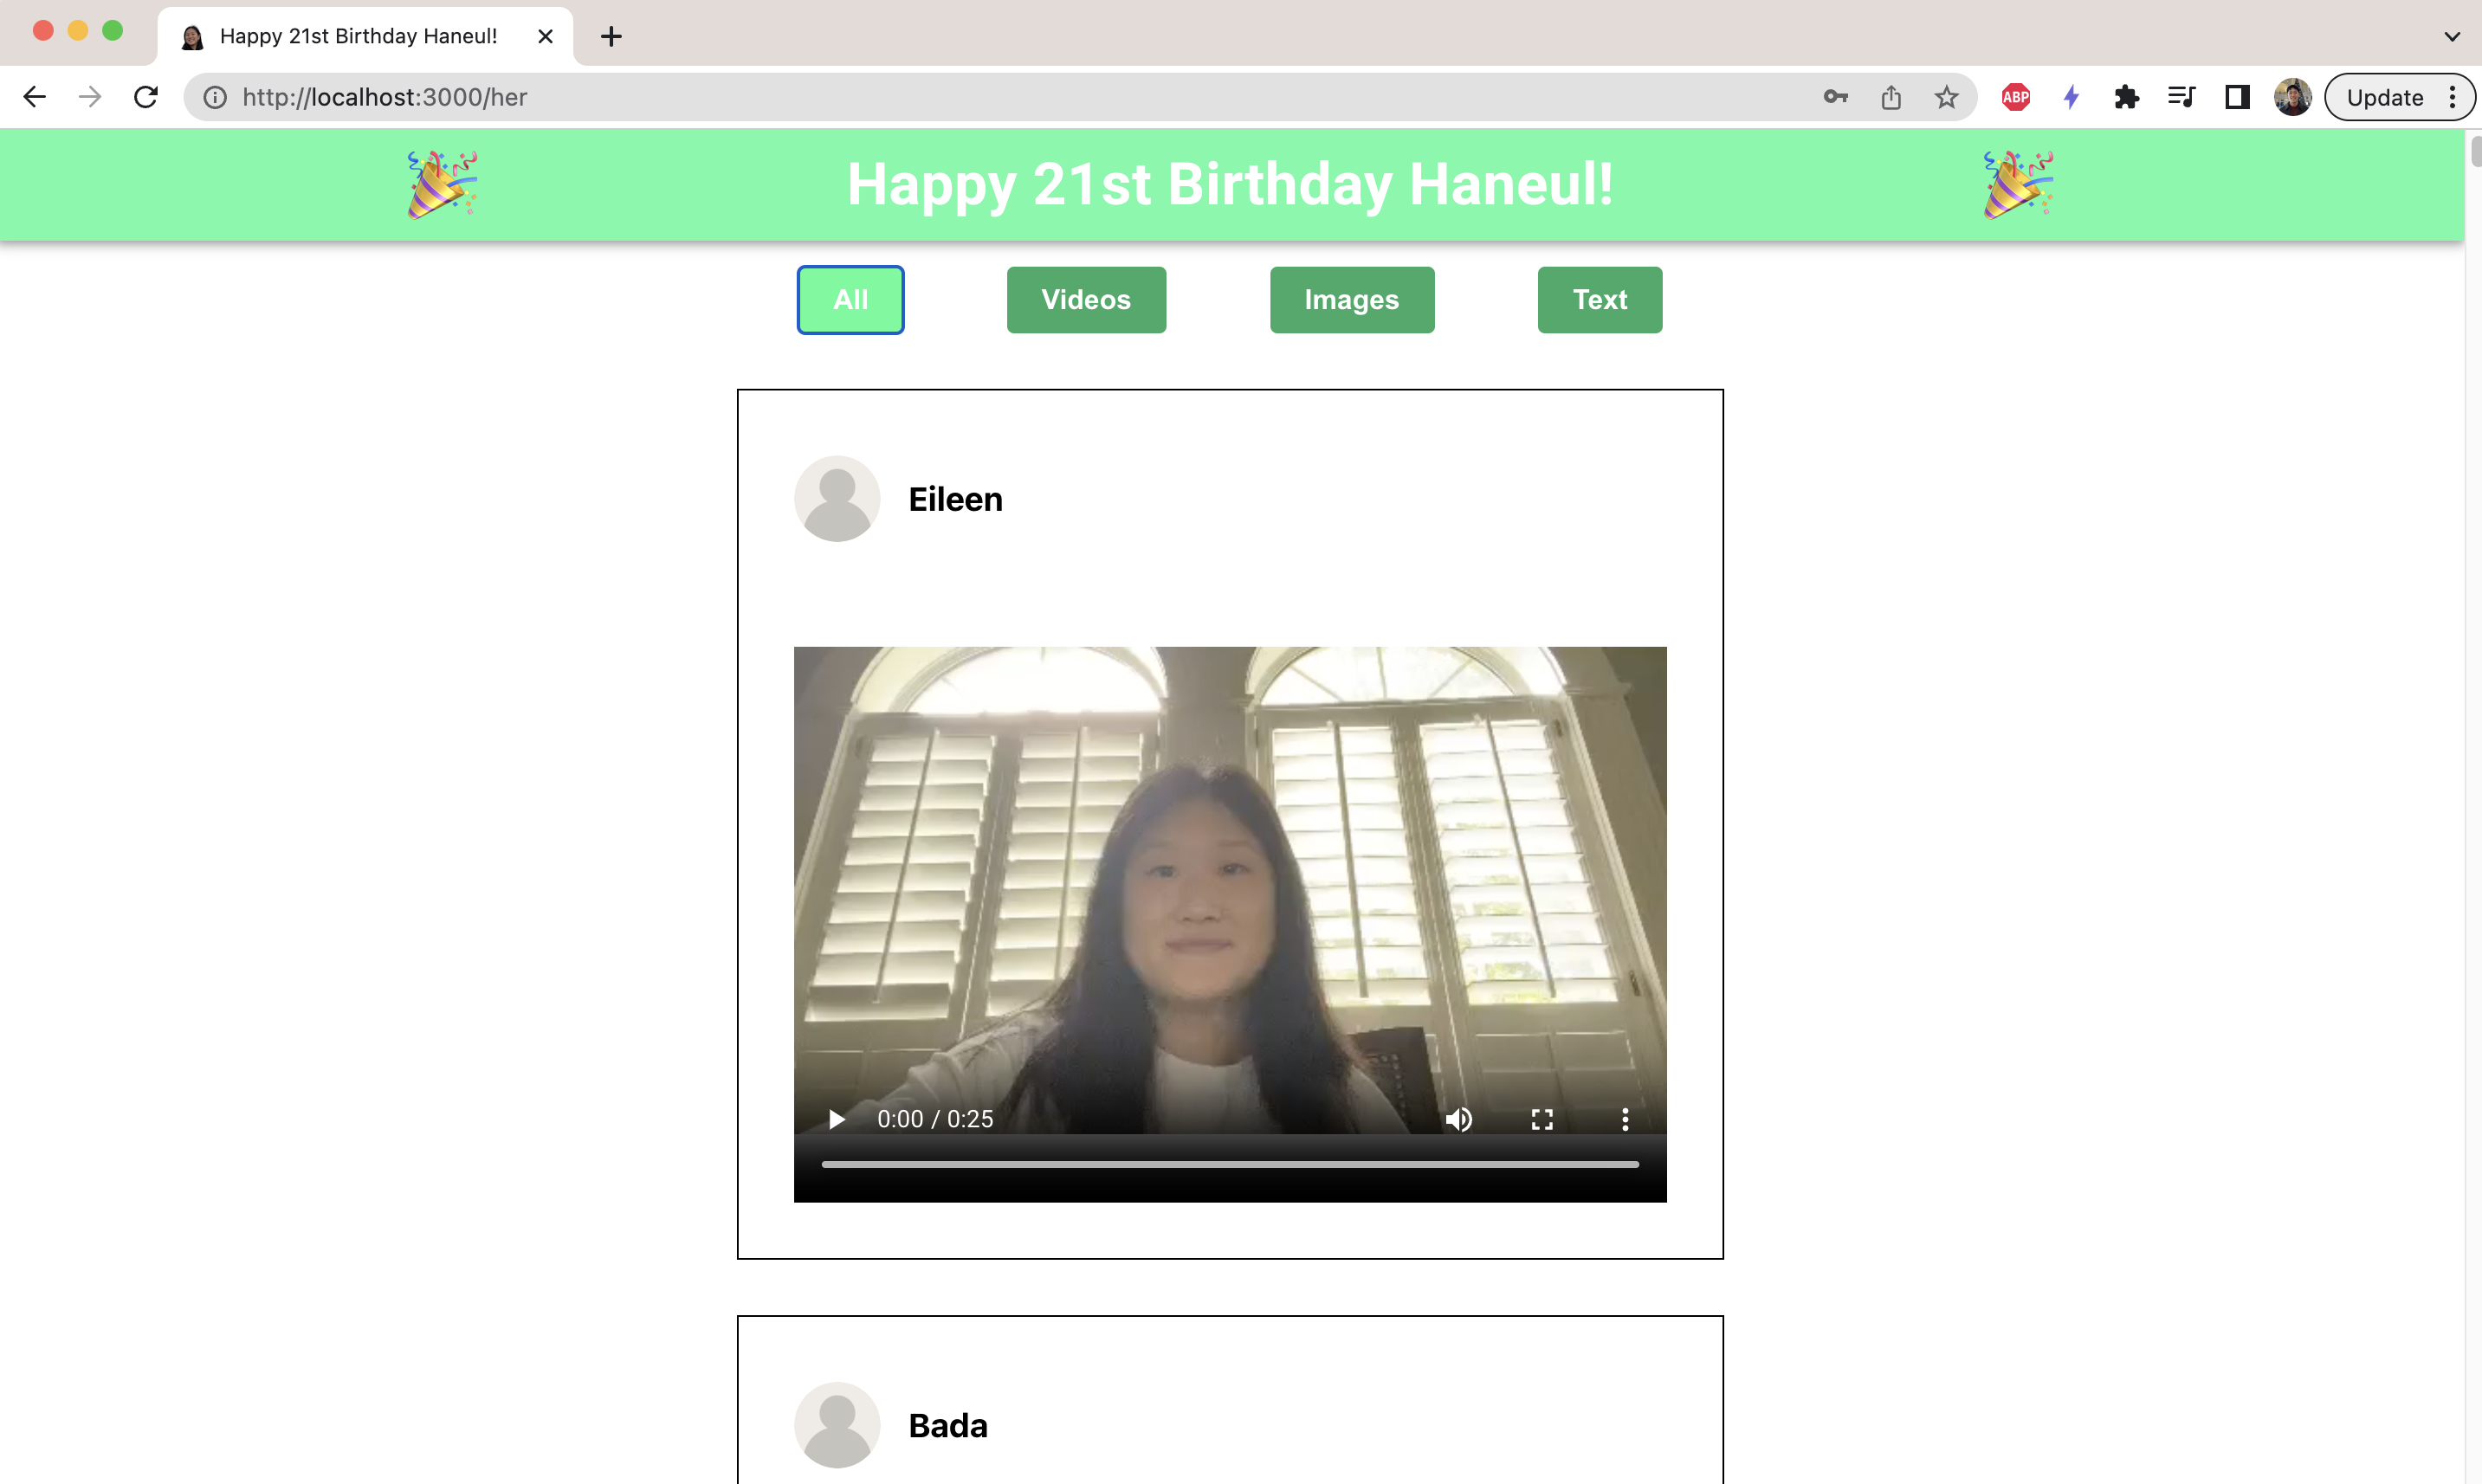 Happy 21st Birthday Haneul!
http://localhost:3000/her
ABP
Update
Happy 21st Birthday Haneul!
All
Videos
Images
Text
Eileen
0:00 / 0:25
Bada